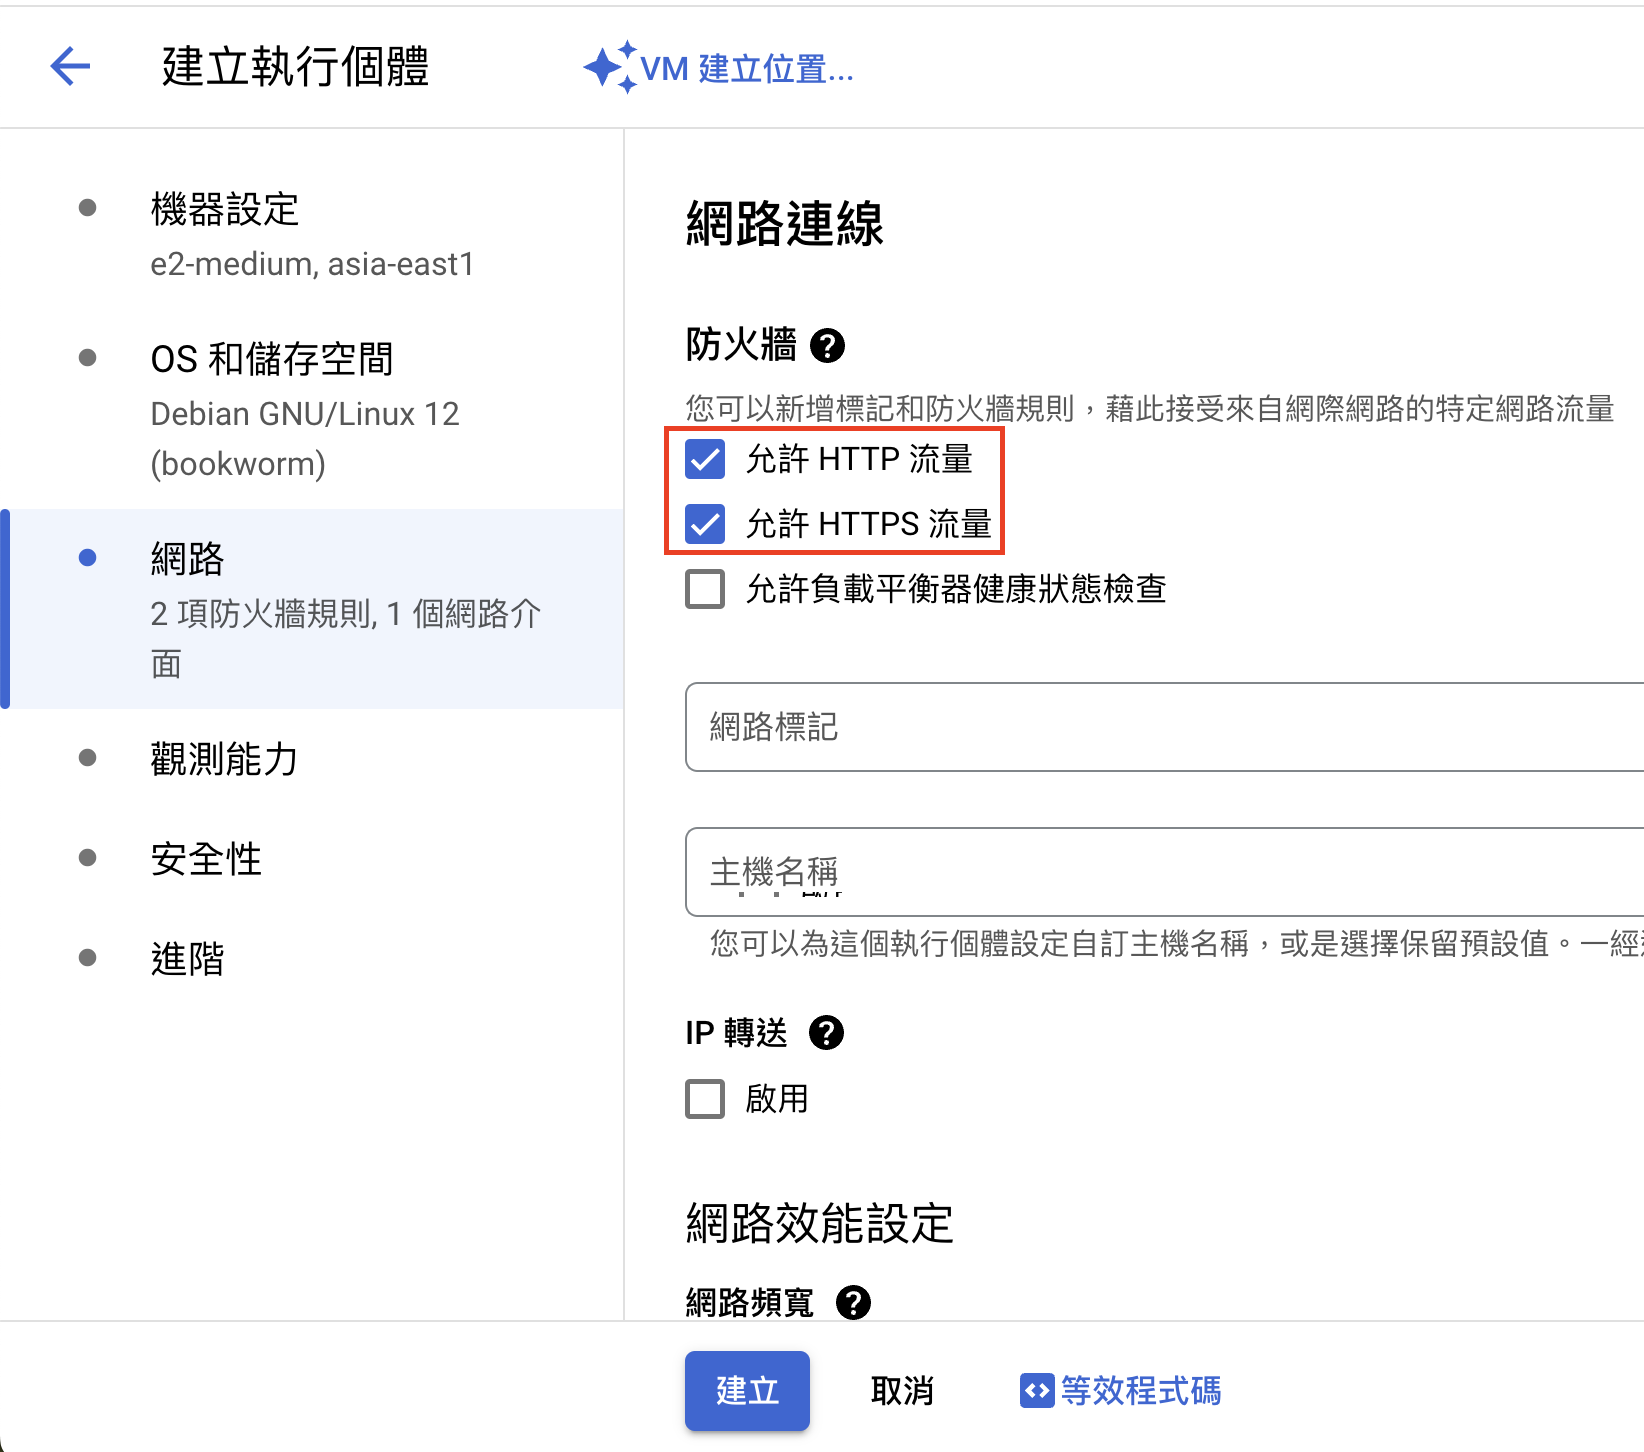 建立執行個體
VM 建立位置...
機器設定
e2-medium, asia-east1
OS 和儲存空間
Debian GNU/Linux 12
(bookworm)
網路
2 項防火牆規則, 1 個網路介
面
觀測能力
安全性
進階
網路連線
防火牆
您可以新增標記和防火牆規則，藉此接受來自網際網路的特定網路流量
允許 HTTP 流量
允許 HTTPS 流量
允許負載平衡器健康狀態檢查
網路標記
主機名稱
您可以為這個執行個體設定自訂主機名稱，或是選擇保留預設值。一經
IP 轉送
啟用
網路效能設定
網路頻寬
建立
取消
等效程式碼